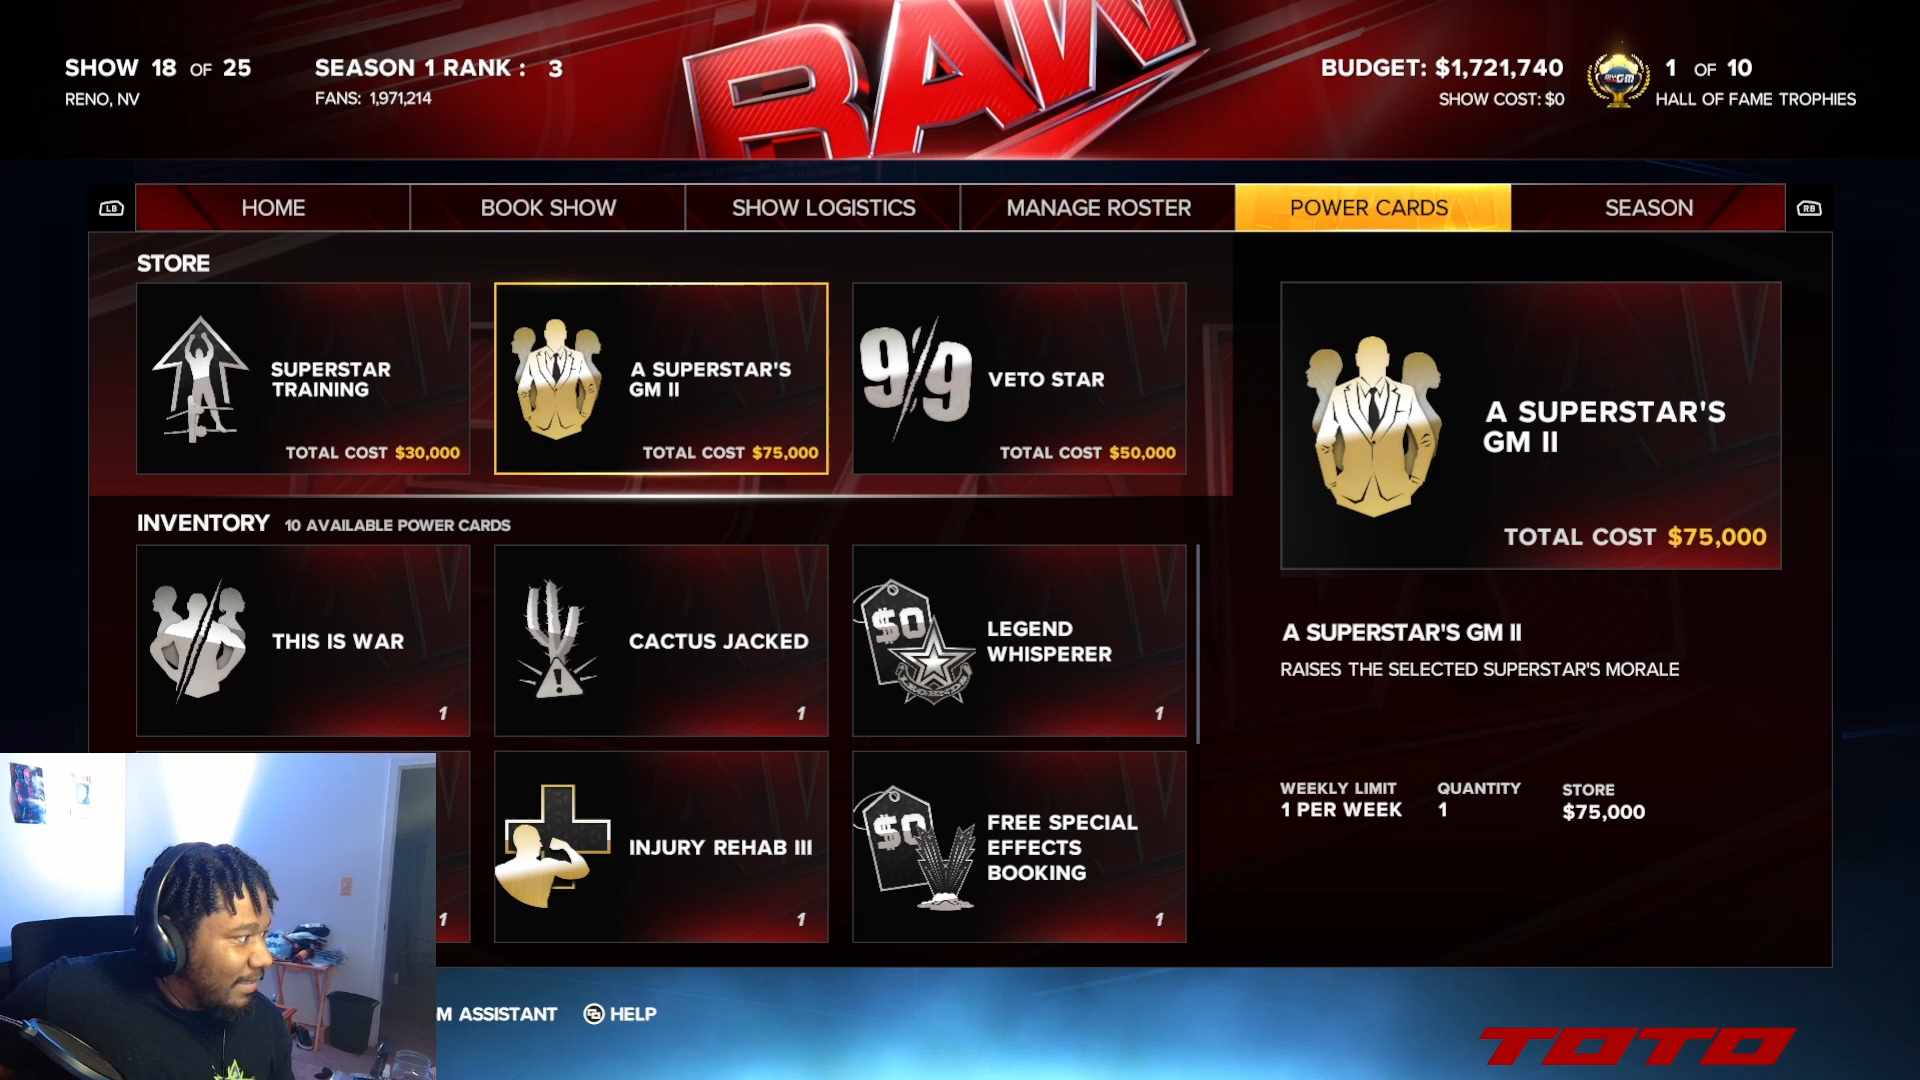 SHOW 18 OF 25
RENO, NV
SEASON 1 RANK : 3
FANS: 1,971,214
RAW
BUDGET: $1,721,740
SHOW COST: $0
MyGM
1 OF 10
HALL OF FAME TROPHIES
LB
HOME
BOOK SHOW
SHOW LOGISTICS
MANAGE ROSTER
POWER CARDS
SEASON
RB
STORE
SUPERSTAR
TRAINING
TOTAL COST $30,000
A SUPERSTAR'S
GM II
TOTAL COST $75,000
9/9
VETO STAR
TOTAL COST $50,000
A SUPERSTAR'S
GM II
TOTAL COST $75,000
INVENTORY 10 AVAILABLE POWER CARDS
THIS IS WAR
1
CACTUS JACKED
1
$0
LEGEND
WHISPERER
1
1
INJURY REHAB III
1
$0
FREE SPECIAL
EFFECTS
BOOKING
1
A SUPERSTAR'S GM II
RAISES THE SELECTED SUPERSTAR'S MORALE
WEEKLY LIMIT
1 PER WEEK
QUANTITY
1
STORE
$75,000
M ASSISTANT
HELP
TOTO